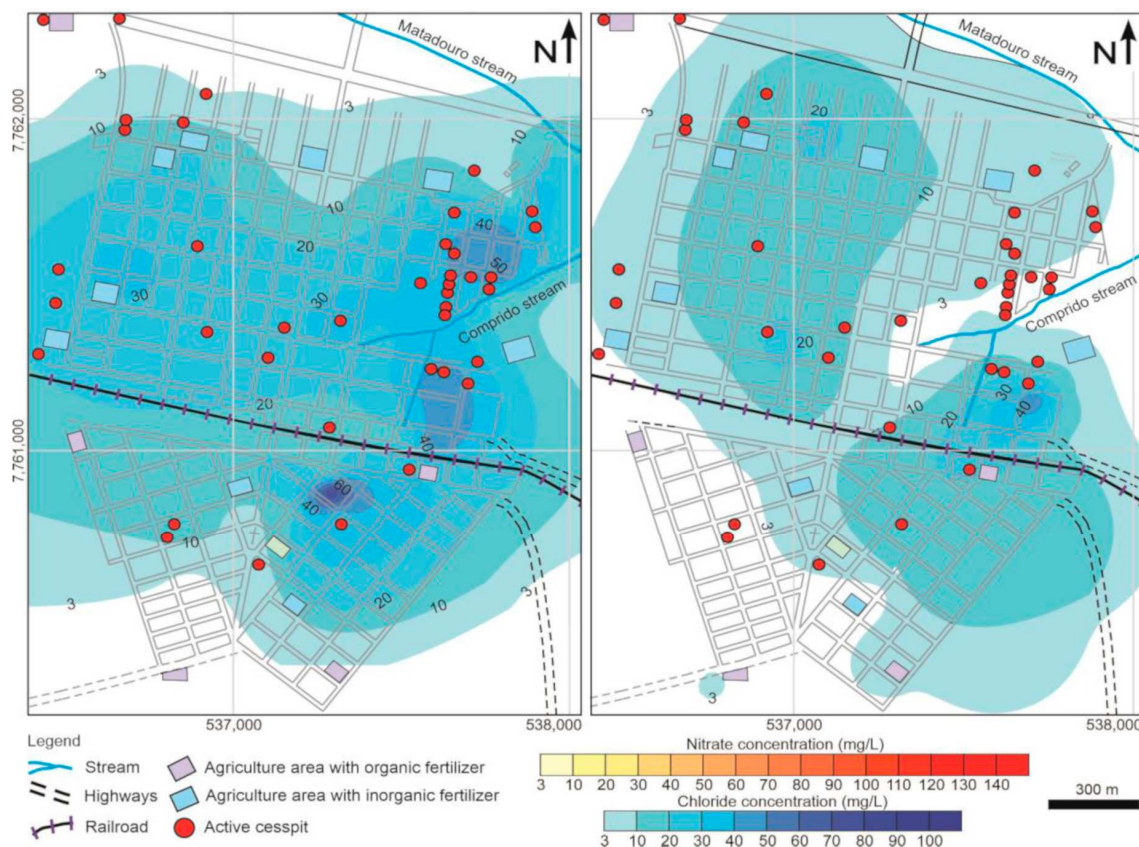 Matadouro stream
N
3
3
7,762,000
10
10
10
40
20
50
30
30
Comprido stream
20
40
7,761,000
60
40
10
20
10
3
3
537,000
538,000
Matadouro stream
N
20
10
3
Comprido stream
20
30
40
10
20
3
3
537,000
538,000
Legend
Stream
Highways
Railroad
Agriculture area with organic fertilizer
Agriculture area with inorganic fertilizer
Active cesspit
Nitrate concentration (mg/L)
3 10 20 30 40 50 60 70 80 90 100 110 120 130 140
Chloride concentration (mg/L)
3 10 20 30 40 50 60 70 80 90 100
300 m